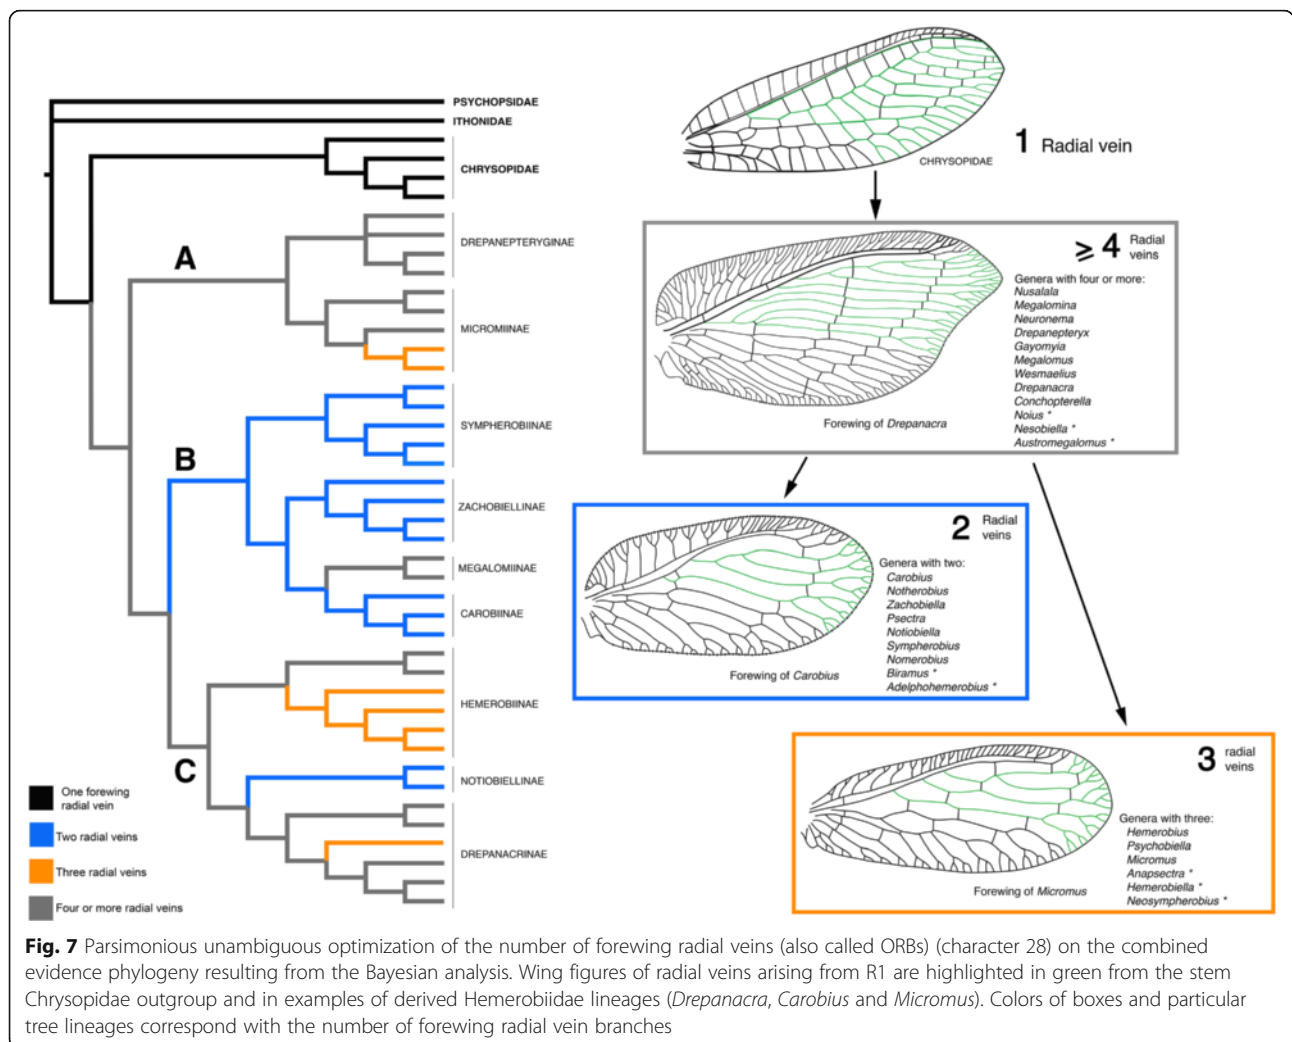 PSYCHOPSIDAE
ITHONIDAE
CHRYSOPIDAE
A
DREPANEPTERYGINAE
MICROMIINAE
B
SYMPHEROBIINAE
ZACHOBIELLINAE
MEGALOMIINAE
CAROBIINAE
HEMEROBIINAE
C
NOTIOBIELLINAE
DREPANACRINAE
One forewing
radial vein
Two radial veins
Three radial veins
Four or more radial veins
1 Radial vein
CHRYSOPIDAE
≥ 4 Radial
veins
Genera with four or more:
Nusalala
Megalomina
Neuronema
Drepanepteryx
Gayomyia
Megalomus
Wesmaelius
Drepanacra
Conchopterella
Noius *
Nesobiella *
Austromegalomus *
Forewing of Drepanacra
2 Radial
veins
Genera with two:
Carobius
Notherobius
Zachobiella
Psectra
Notiobiella
Sympherobius
Nomerobius
Biramus *
Adelphohemerobius *
Forewing of Carobius
3 radial
veins
Genera with three:
Hemerobius
Psychobiella
Micromus
Anapsectra *
Hemerobiella *
Neosympherobius *
Forewing of Micromus
Fig. 7 Parsimonious unambiguous optimization of the number of forewing radial veins (also called ORBs) (character 28) on the combined
evidence phylogeny resulting from the Bayesian analysis. Wing figures of radial veins arising from R1 are highlighted in green from the stem
Chrysopidae outgroup and in examples of derived Hemerobiidae lineages (Drepanacra, Carobius and Micromus). Colors of boxes and particular
tree lineages correspond with the number of forewing radial vein branches